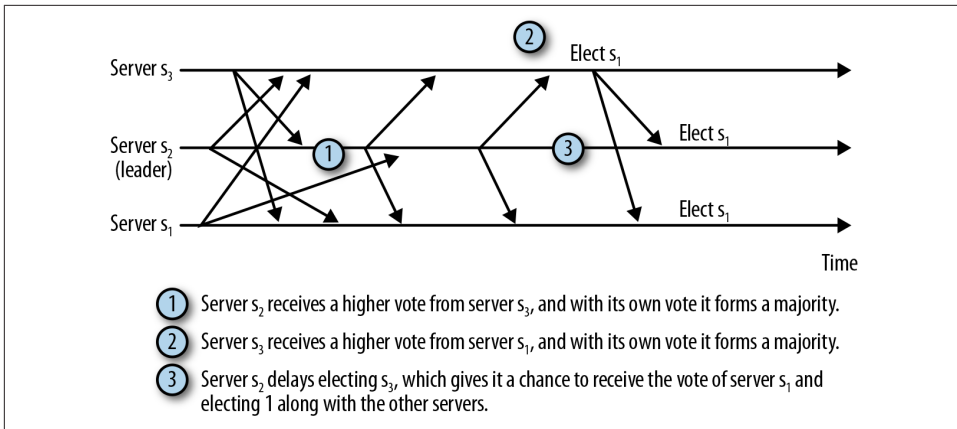 2
Elect s1
Server s3
Server s2
(leader)
1
3
Elect s1
Server s1
Elect s1
Time
1 Server s2 receives a higher vote from server s3, and with its own vote it forms a majority.
2 Server s3 receives a higher vote from server s1, and with its own vote it forms a majority.
3 Server s2 delays electing s3, which gives it a chance to receive the vote of server s1 and
electing 1 along with the other servers.